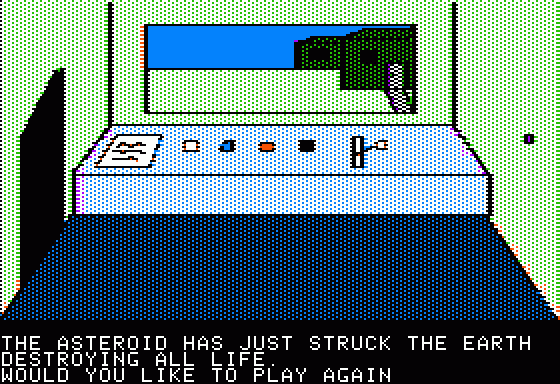 THE ASTEROID HAS JUST STRUCK THE EARTH
DESTROYING ALL LIFE.
WOULD YOU LIKE TO PLAY AGAIN